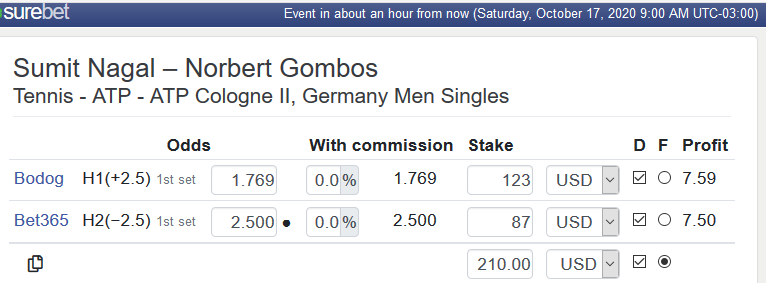 surebet Event in about an hour from now (Saturday, October 17, 2020 9:00 AM UTC-03:00)
Sumit Nagal – Norbert Gombos
Tennis - ATP - ATP Cologne II, Germany Men Singles
Odds With commission Stake D F Profit
Bodog H1(+2.5) 1st set 1.769 0.0 % 1.769 123 USD 7.59
Bet365 H2(−2.5) 1st set 2.500 0.0 % 2.500 87 USD 7.50
210.00 USD